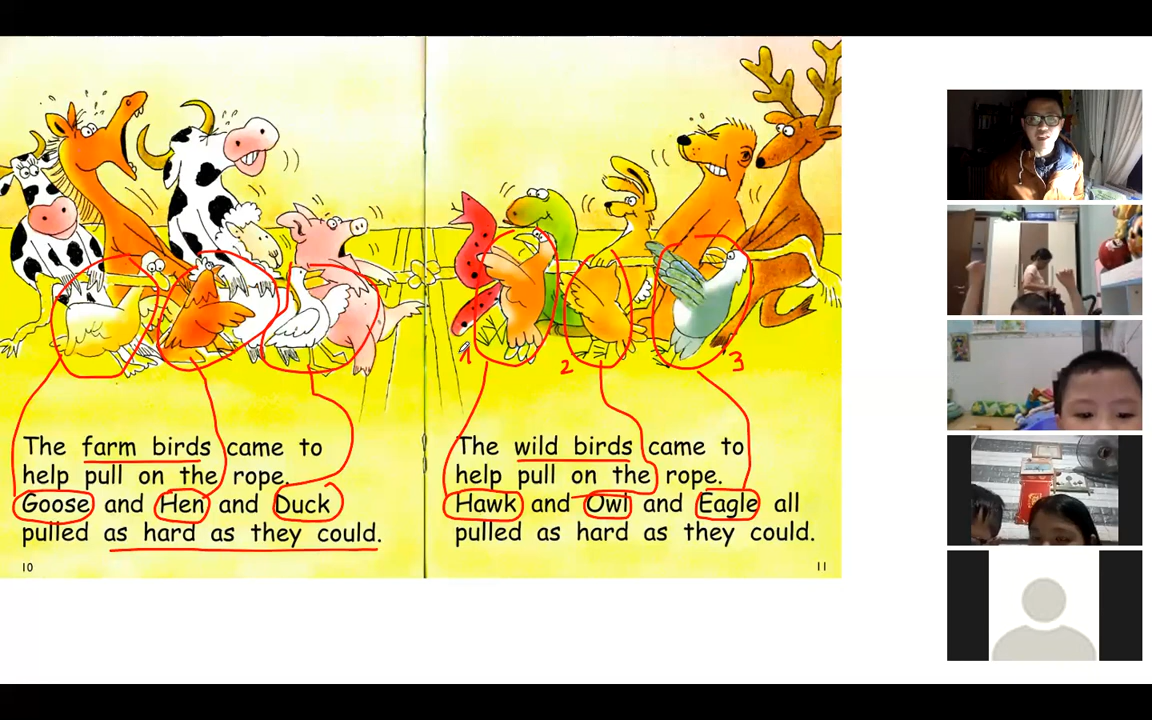 1
2
3
The farm birds came to
help pull on the rope.
Goose and Hen and Duck
pulled as hard as they could.
10
The wild birds came to
help pull on the rope.
Hawk and Owl and Eagle all
pulled as hard as they could.
11